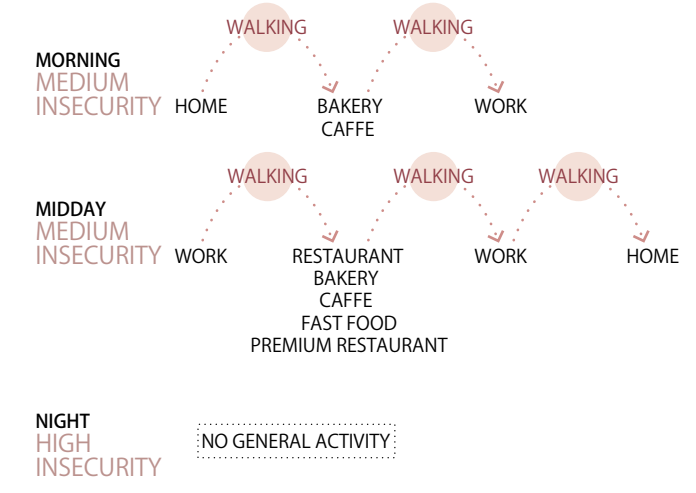 WALKING WALKING
MORNING
MEDIUM
INSECURITY
HOME BAKERY WORK
CAFFE
WALKING WALKING WALKING
MIDDAY
MEDIUM
INSECURITY
WORK RESTAURANT WORK HOME
BAKERY
CAFFE
FAST FOOD
PREMIUM RESTAURANT
NIGHT
HIGH
INSECURITY
NO GENERAL ACTIVITY